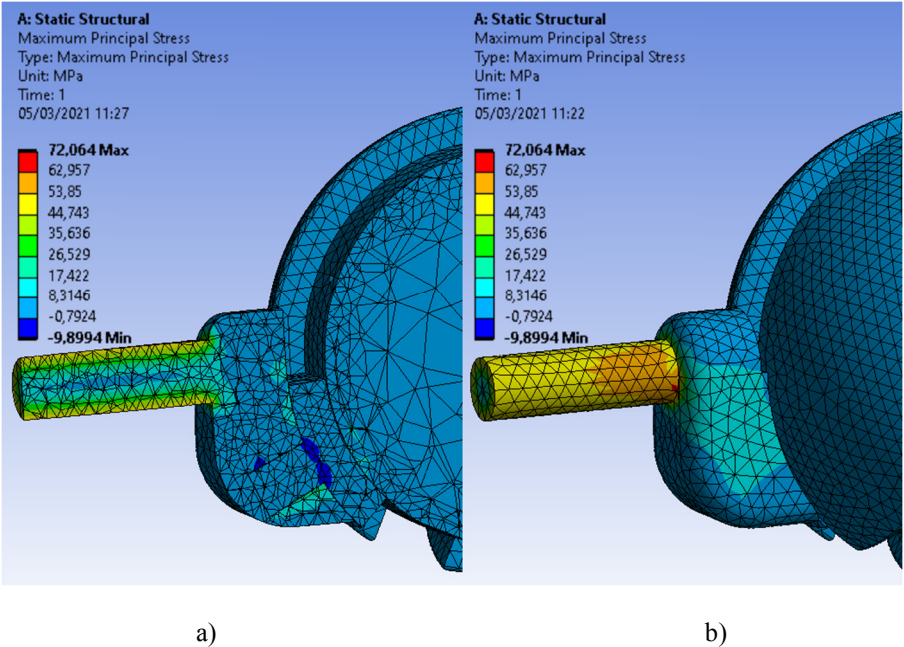 A: Static Structural
Maximum Principal Stress
Type: Maximum Principal Stress
Unit: MPa
Time: 1
05/03/2021 11:27
72,064 Max
62,957
53,85
44,743
35,636
26,529
17,422
8,3146
-0,7924
-9,8994 Min
A: Static Structural
Maximum Principal Stress
Type: Maximum Principal Stress
Unit: MPa
Time: 1
05/03/2021 11:22
72,064 Max
62,957
53,85
44,743
35,636
26,529
17,422
8,3146
-0,7924
-9,8994 Min
a)
b)